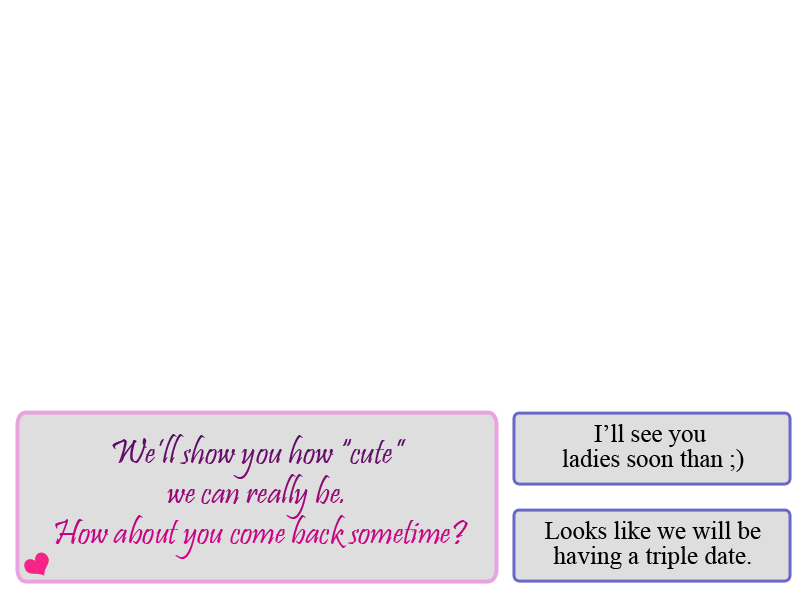 We'll show you how "cute"
we can really be.
How about you come back sometime?
I'll see you
ladies soon than ;)
Looks like we will be
having a triple date.